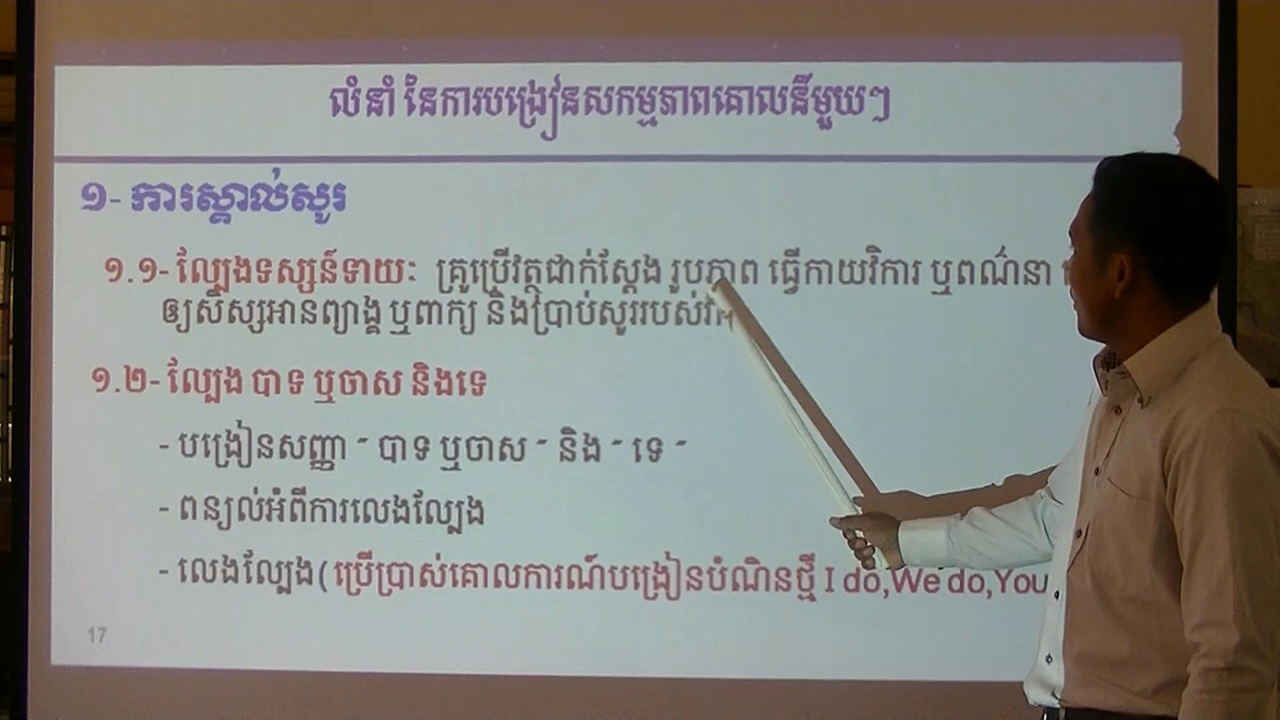 លំនាំ នៃការបង្រៀនសកម្មភាពគោលនីមួយៗ
១- ការស្គាល់សូរ
១.១- ល្បែងទស្សន៍ទាយៈ គ្រូប្រើវត្ថុជាក់ស្តែង រូបភាព ធ្វើកាយវិការ ឬពណ៌នា
ឲ្យសិស្សអានព្យាង្គ ឬពាក្យ និងប្រាប់សូររបស់វា
១.២- ល្បែង បាទ ឬចាស និងទេ
- បង្រៀនសញ្ញា ˝ បាទ ឬចាស ˝ និង ˝ ទេ ˝
- ពន្យល់អំពីការលេងល្បែង
- លេងល្បែង(ប្រើប្រាស់គោលការណ៍បង្រៀនបំណិនថ្មី I do,We do,You
17